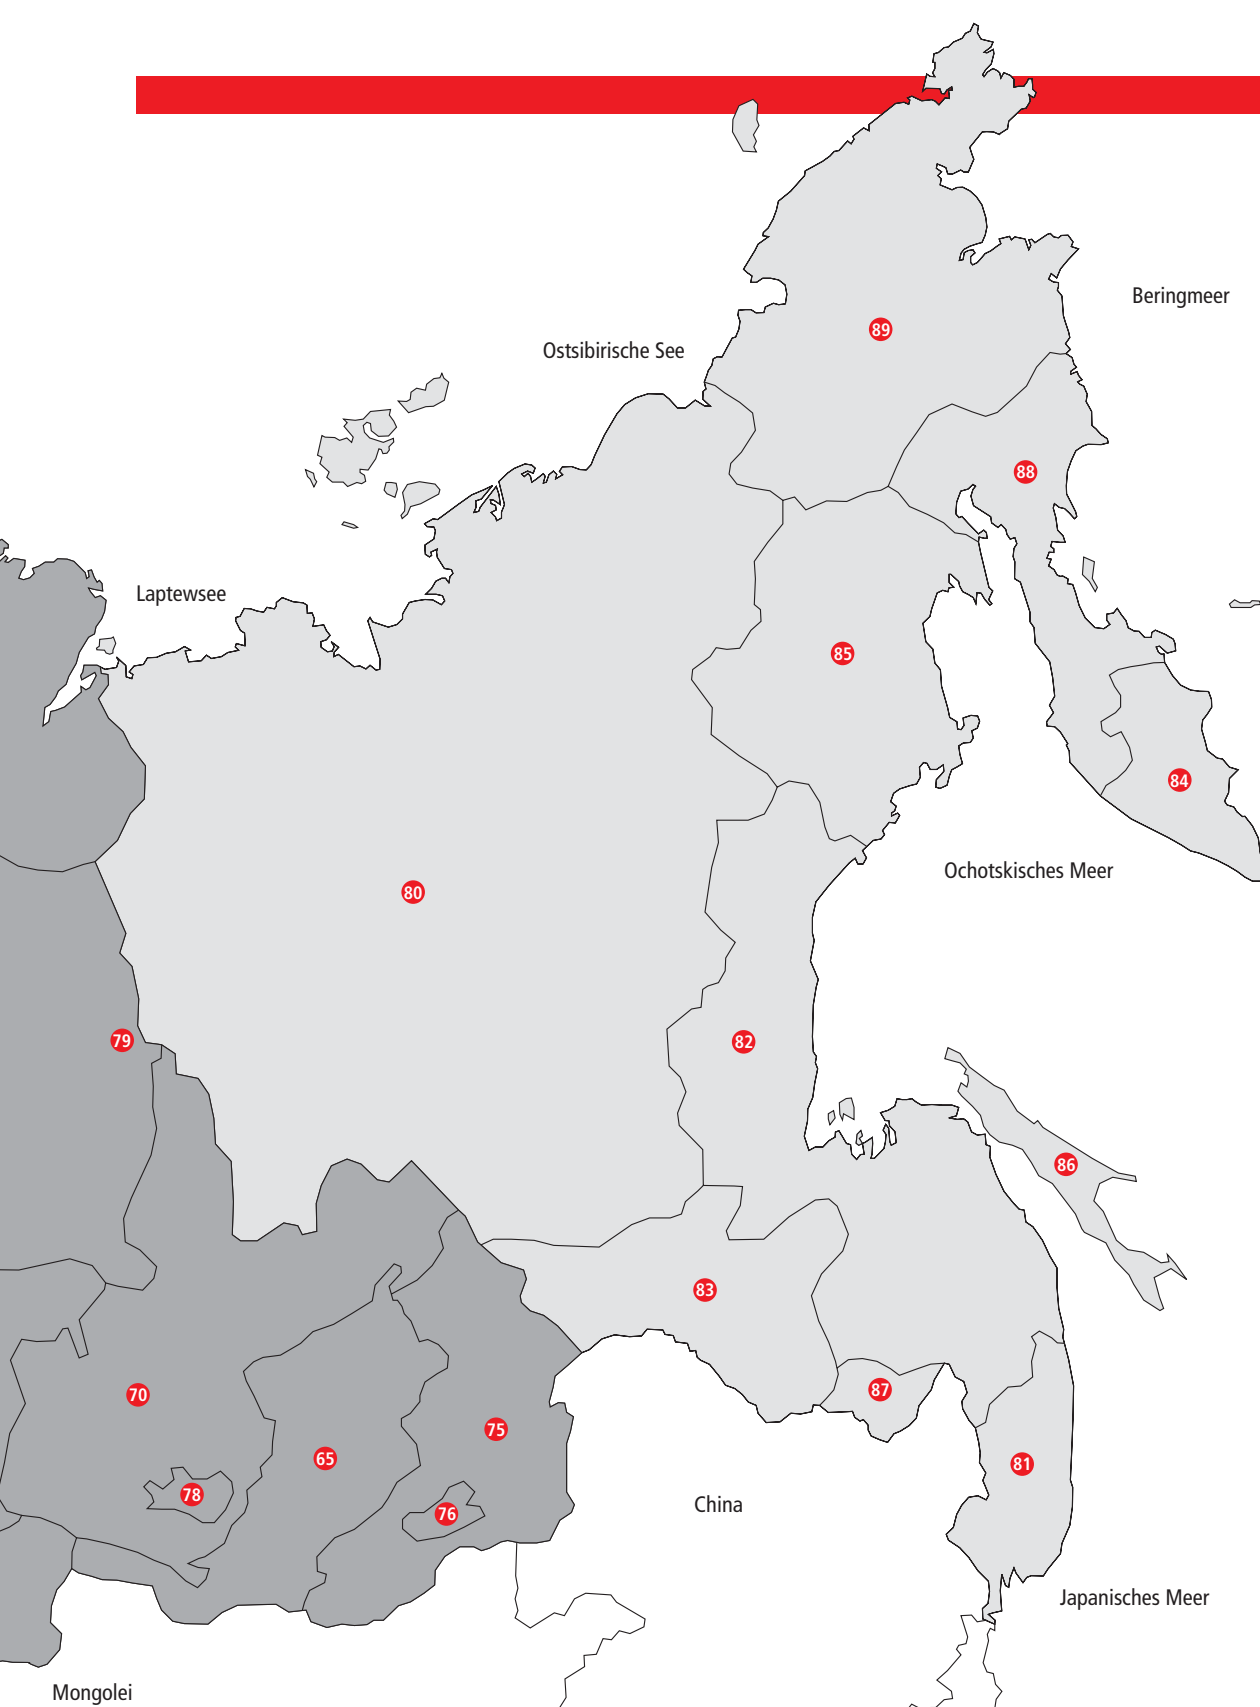 Beringmeer
89
Ostsibirische See
88
Laptewsee
85
84
Ochotskisches Meer
80
79
82
86
83
87
70
75
65
81
78
76
China
Japanisches Meer
Mongolei